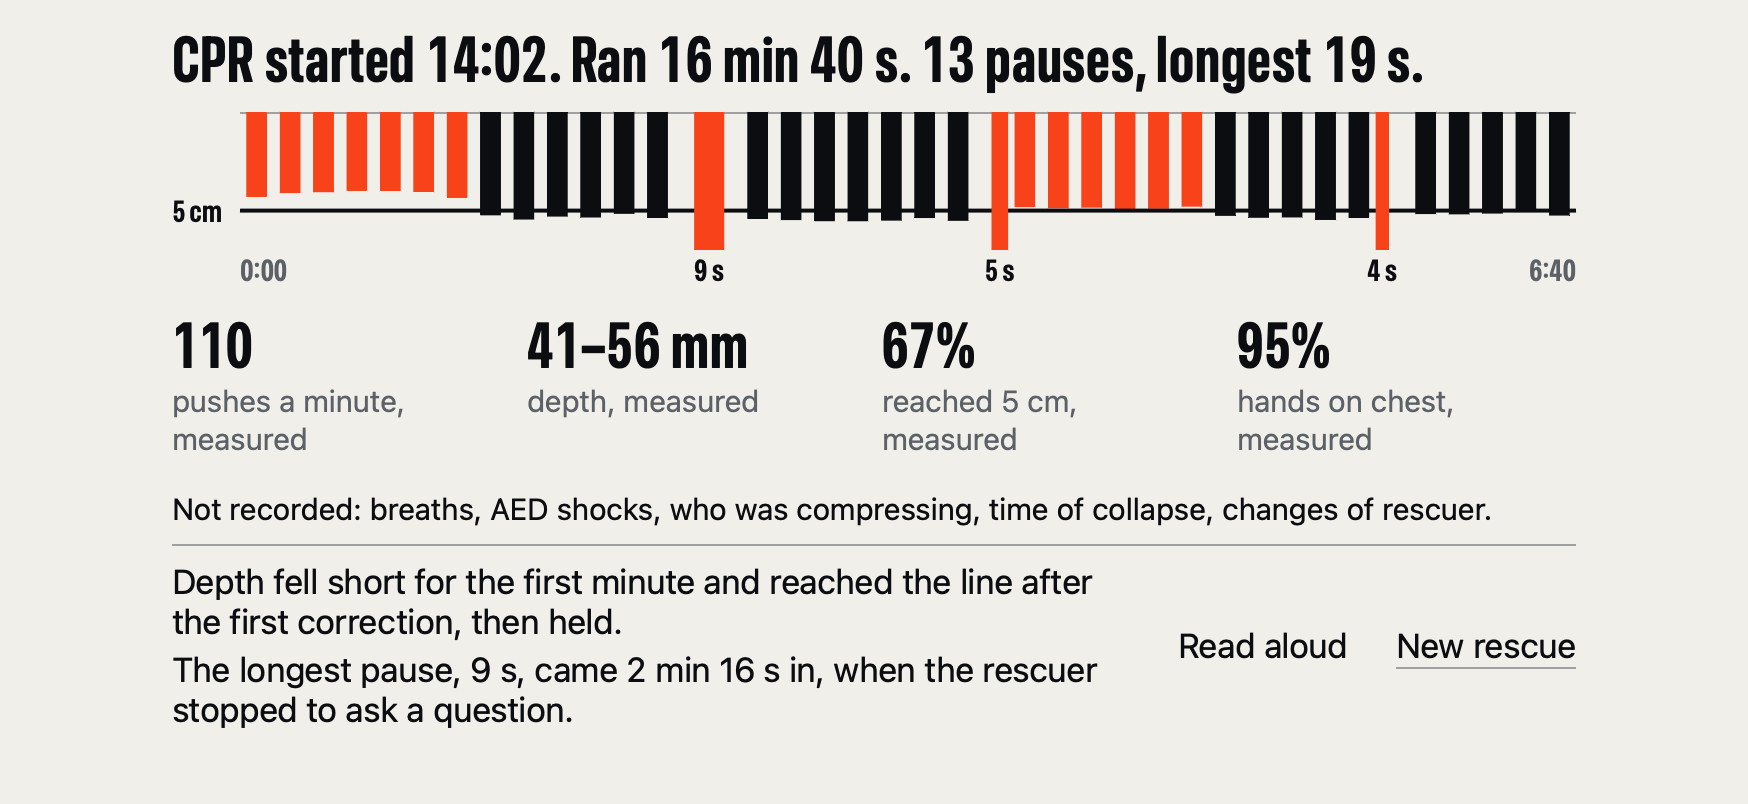 CPR started 14:02. Ran 16 min 40 s. 13 pauses, longest 19 s.
5 cm
0:00
9 s
5 s
4 s
6:40
110
pushes a minute,
measured
41–56 mm
depth, measured
67%
reached 5 cm,
measured
95%
hands on chest,
measured
Not recorded: breaths, AED shocks, who was compressing, time of collapse, changes of rescuer.
Depth fell short for the first minute and reached the line after
the first correction, then held.
The longest pause, 9 s, came 2 min 16 s in, when the rescuer
stopped to ask a question.
Read aloud
New rescue